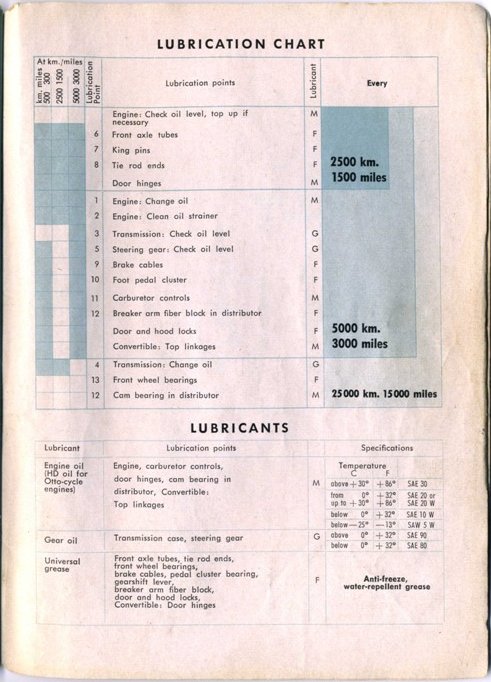 LUBRICATION CHART
At km./miles
km. miles
500 300
2500 1500
5000 3000
Lubrication Point
Lubrication points
Lubricant
Every
Engine: Check oil level, top up if
necessary
M
6 Front axle tubes F
7 King pins F
8 Tie rod ends F
Door hinges M
2500 km.
1500 miles
1 Engine: Change oil M
2 Engine: Clean oil strainer
3 Transmission: Check oil level G
5 Steering gear: Check oil level G
9 Brake cables F
10 Foot pedal cluster F
11 Carburetor controls M
12 Breaker arm fiber block in distributor F
Door and hood locks F
Convertible: Top linkages M
5000 km.
3000 miles
4 Transmission: Change oil G
13 Front wheel bearings F
12 Cam bearing in distributor M 25000 km. 15000 miles
LUBRICANTS
Lubricant Lubrication points Specifications
Engine oil
(HD oil for
Otto-cycle
engines)
Engine, carburetor controls,
door hinges, cam bearing in
distributor, Convertible:
Top linkages
M
Temperature
C F
above +30° +86° SAE 30
from 0° +32° SAE 20 or
up to +30° +86° SAE 20 W
below 0° +32° SAE 10 W
below —25° —13° SAW 5 W
Gear oil Transmission case, steering gear G
above 0° +32° SAE 90
below 0° +32° SAE 80
Universal
grease
Front axle tubes, tie rod ends,
front wheel bearings,
brake cables, pedal cluster bearing,
gearshift lever,
breaker arm fiber block,
door and hood locks,
Convertible: Door hinges
F
Anti-freeze,
water-repellent grease